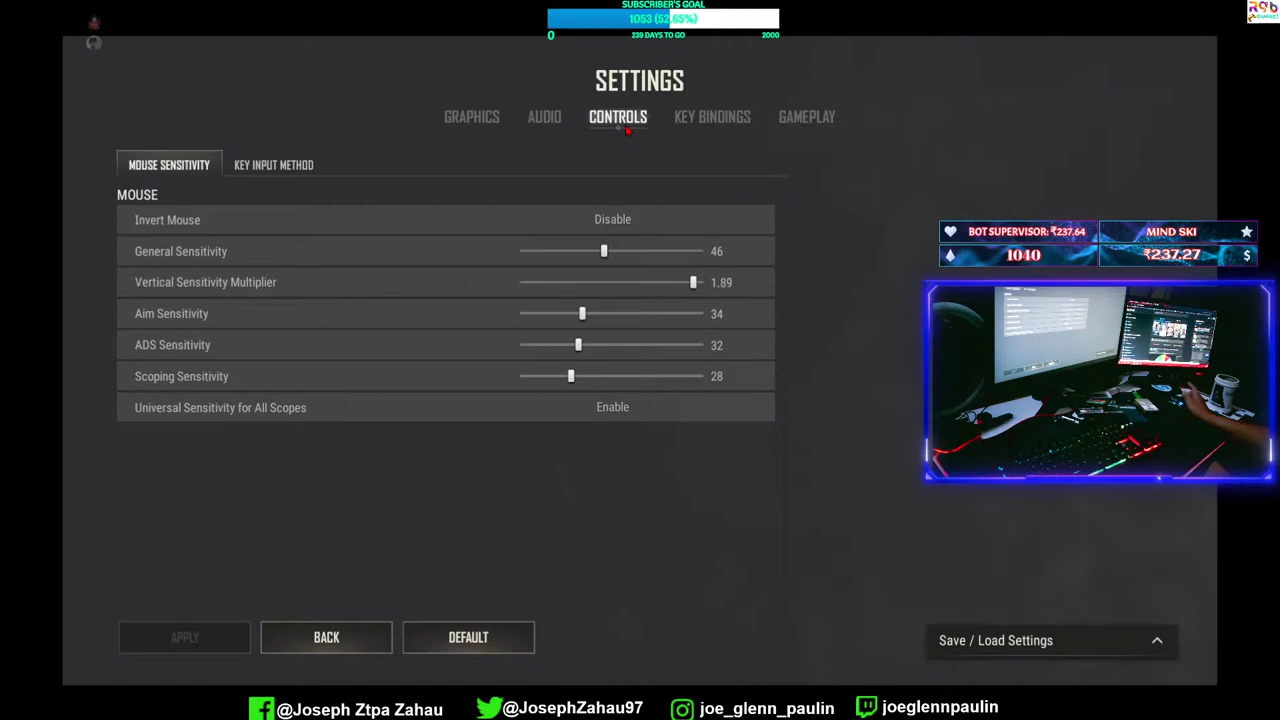 SUBSCRIBER'S GOAL
1053 (52.65%)
0 239 DAYS TO GO 2000
SETTINGS
GRAPHICS AUDIO CONTROLS KEY BINDINGS GAMEPLAY
MOUSE SENSITIVITY KEY INPUT METHOD
MOUSE
Invert Mouse Disable
General Sensitivity 46
Vertical Sensitivity Multiplier 1.89
Aim Sensitivity 34
ADS Sensitivity 32
Scoping Sensitivity 28
Universal Sensitivity for All Scopes Enable
BOT SUPERVISOR: ₹237.64 MIND SKI
1040 ₹237.27 $
APPLY BACK DEFAULT
Save / Load Settings
@Joseph Ztpa Zahau @JosephZahau97 joe_glenn_paulin joeglennpaulin